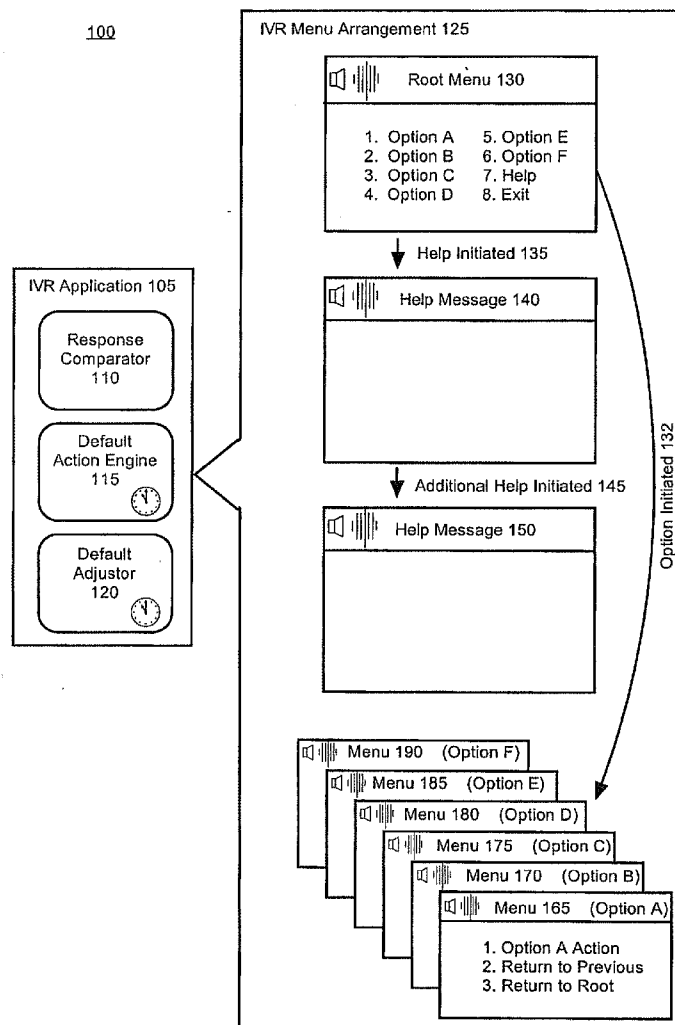 100
IVR Menu Arrangement 125
Root Menu 130
1. Option A
2. Option B
3. Option C
4. Option D
5. Option E
6. Option F
7. Help
8. Exit
Help Initiated 135
Help Message 140
Additional Help Initiated 145
Help Message 150
Option Initiated 132
IVR Application 105
Response
Comparator
110
Default
Action Engine
115
Default
Adjustor
120
Menu 190 (Option F)
Menu 185 (Option E)
Menu 180 (Option D)
Menu 175 (Option C)
Menu 170 (Option B)
Menu 165 (Option A)
1. Option A Action
2. Return to Previous
3. Return to Root